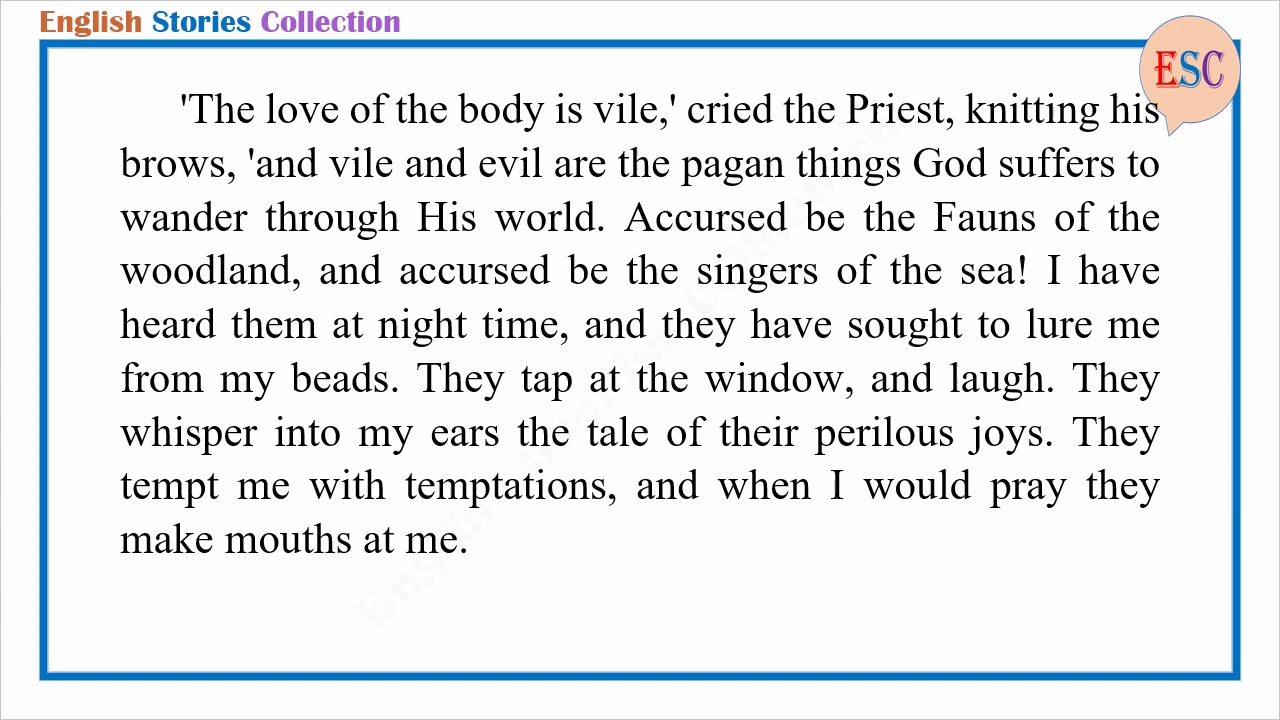 English Stories Collection
ESC
'The love of the body is vile,' cried the Priest, knitting his
brows, 'and vile and evil are the pagan things God suffers to
wander through His world. Accursed be the Fauns of the
woodland, and accursed be the singers of the sea! I have
heard them at night time, and they have sought to lure me
from my beads. They tap at the window, and laugh. They
whisper into my ears the tale of their perilous joys. They
tempt me with temptations, and when I would pray they
make mouths at me.
English Stories Collection